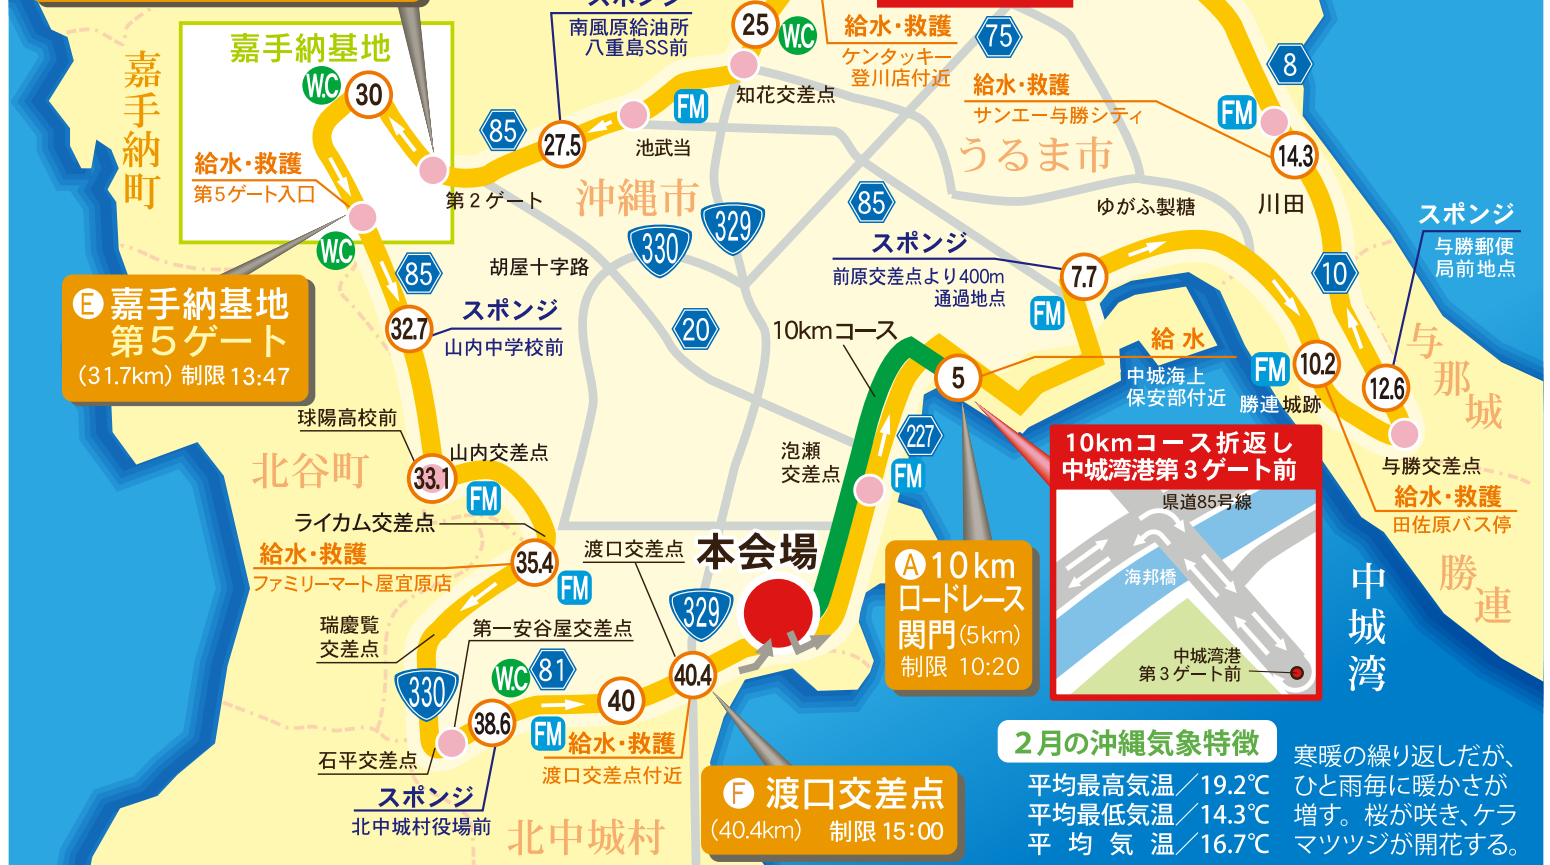 スポンジ
南風原給油所
八重島SS前
25
W.C
給水・救護
ケンタッキー
登川店付近
75
8
嘉手納町
嘉手納基地
W.C
30
知花交差点
FM
給水・救護
サンエー与勝シティ
FM
14.3
85
27.5
池武当
うるま市
給水・救護
第5ゲート入口
第2ゲート
沖縄市
85
川田
ゆがふ製糖
スポンジ
与勝郵便
局前地点
W.C
85
胡屋十字路
330
329
スポンジ
前原交差点より400m
通過地点
7.7
10
E 嘉手納基地
第5ゲート
(31.7km) 制限 13:47
32.7
スポンジ
山内中学校前
20
10kmコース
FM
給水
中城海上
保安部付近
5
FM
10.2
勝連城跡
12.6
与那城
球陽高校前
山内交差点
33.1
FM
北谷町
泡瀬
交差点
227
FM
10kmコース折返し
中城湾港第3ゲート前
県道85号線
海邦橋
中城湾港
第3ゲート前
与勝交差点
給水・救護
田佐原バス停
勝連
中城湾
ライカム交差点
給水・救護
ファミリーマート屋宜原店
35.4
FM
渡口交差点
本会場
329
A 10km
ロードレース
関門(5km)
制限 10:20
瑞慶覧
交差点
第一安谷屋交差点
330
W.C
81
40.4
40
38.6
FM
給水・救護
渡口交差点付近
石平交差点
スポンジ
北中城村役場前
北中城村
F 渡口交差点
(40.4km) 制限 15:00
2月の沖縄気象特徴
平均最高気温／19.2℃
平均最低気温／14.3℃
平均気温／16.7℃
寒暖の繰り返しだが、
ひと雨毎に暖かさが
増す。桜が咲き、ケラ
マツツジが開花する。